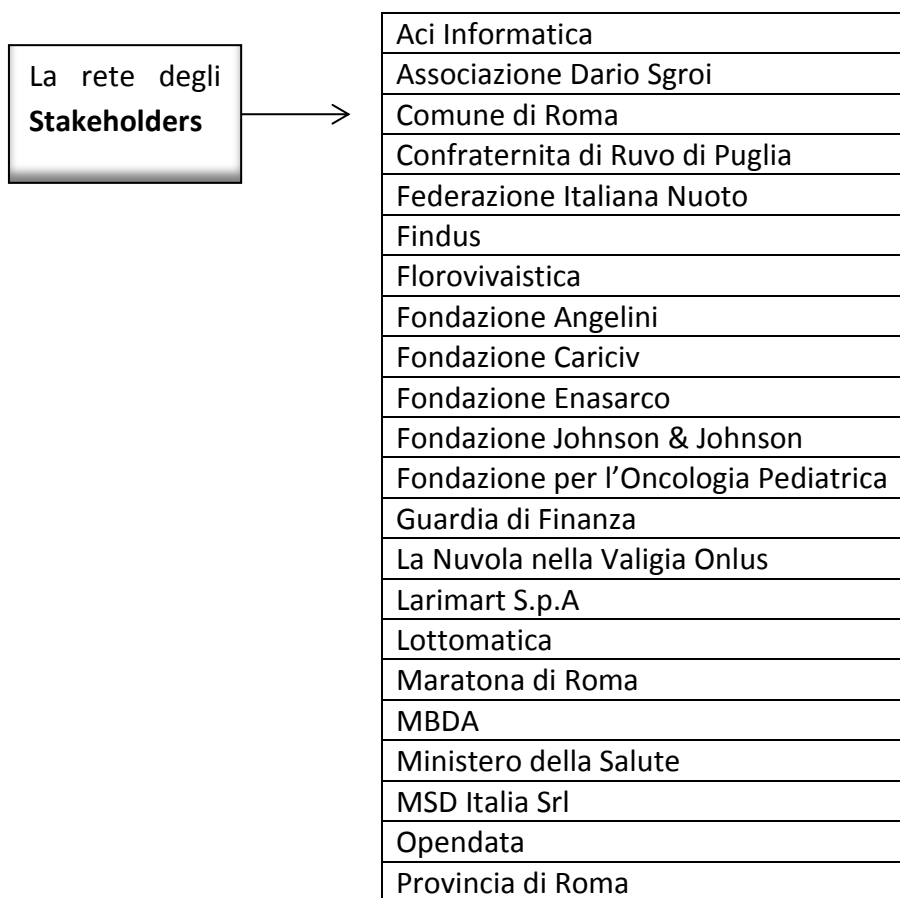 La rete degli
Stakeholders
Aci Informatica
Associazione Dario Sgroi
Comune di Roma
Confraternita di Ruvo di Puglia
Federazione Italiana Nuoto
Findus
Florovivaistica
Fondazione Angelini
Fondazione Cariciv
Fondazione Enasarco
Fondazione Johnson & Johnson
Fondazione per l’Oncologia Pediatrica
Guardia di Finanza
La Nuvola nella Valigia Onlus
Larimart S.p.A
Lottomatica
Maratona di Roma
MBDA
Ministero della Salute
MSD Italia Srl
Opendata
Provincia di Roma